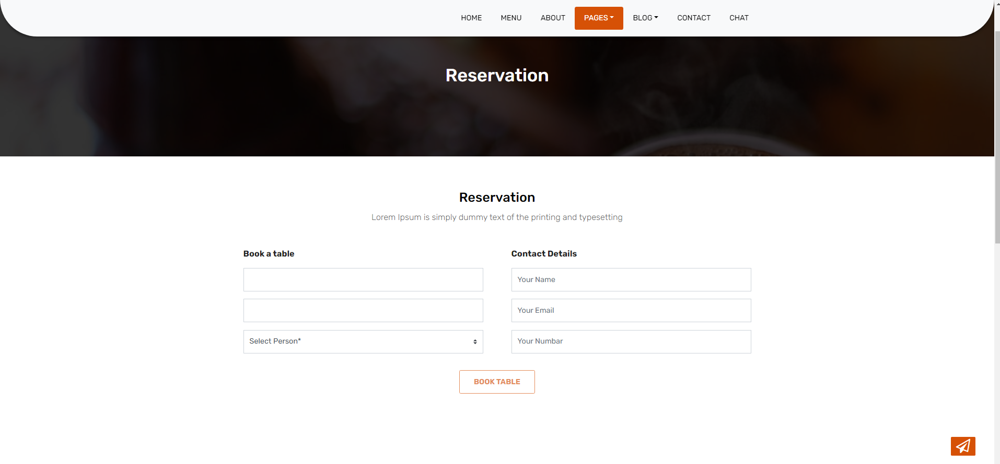 HOME MENU ABOUT PAGES BLOG CONTACT CHAT
Reservation
Reservation
Lorem Ipsum is simply dummy text of the printing and typesetting
Book a table
Select Person*
Contact Details
Your Name
Your Email
Your Numbar
BOOK TABLE